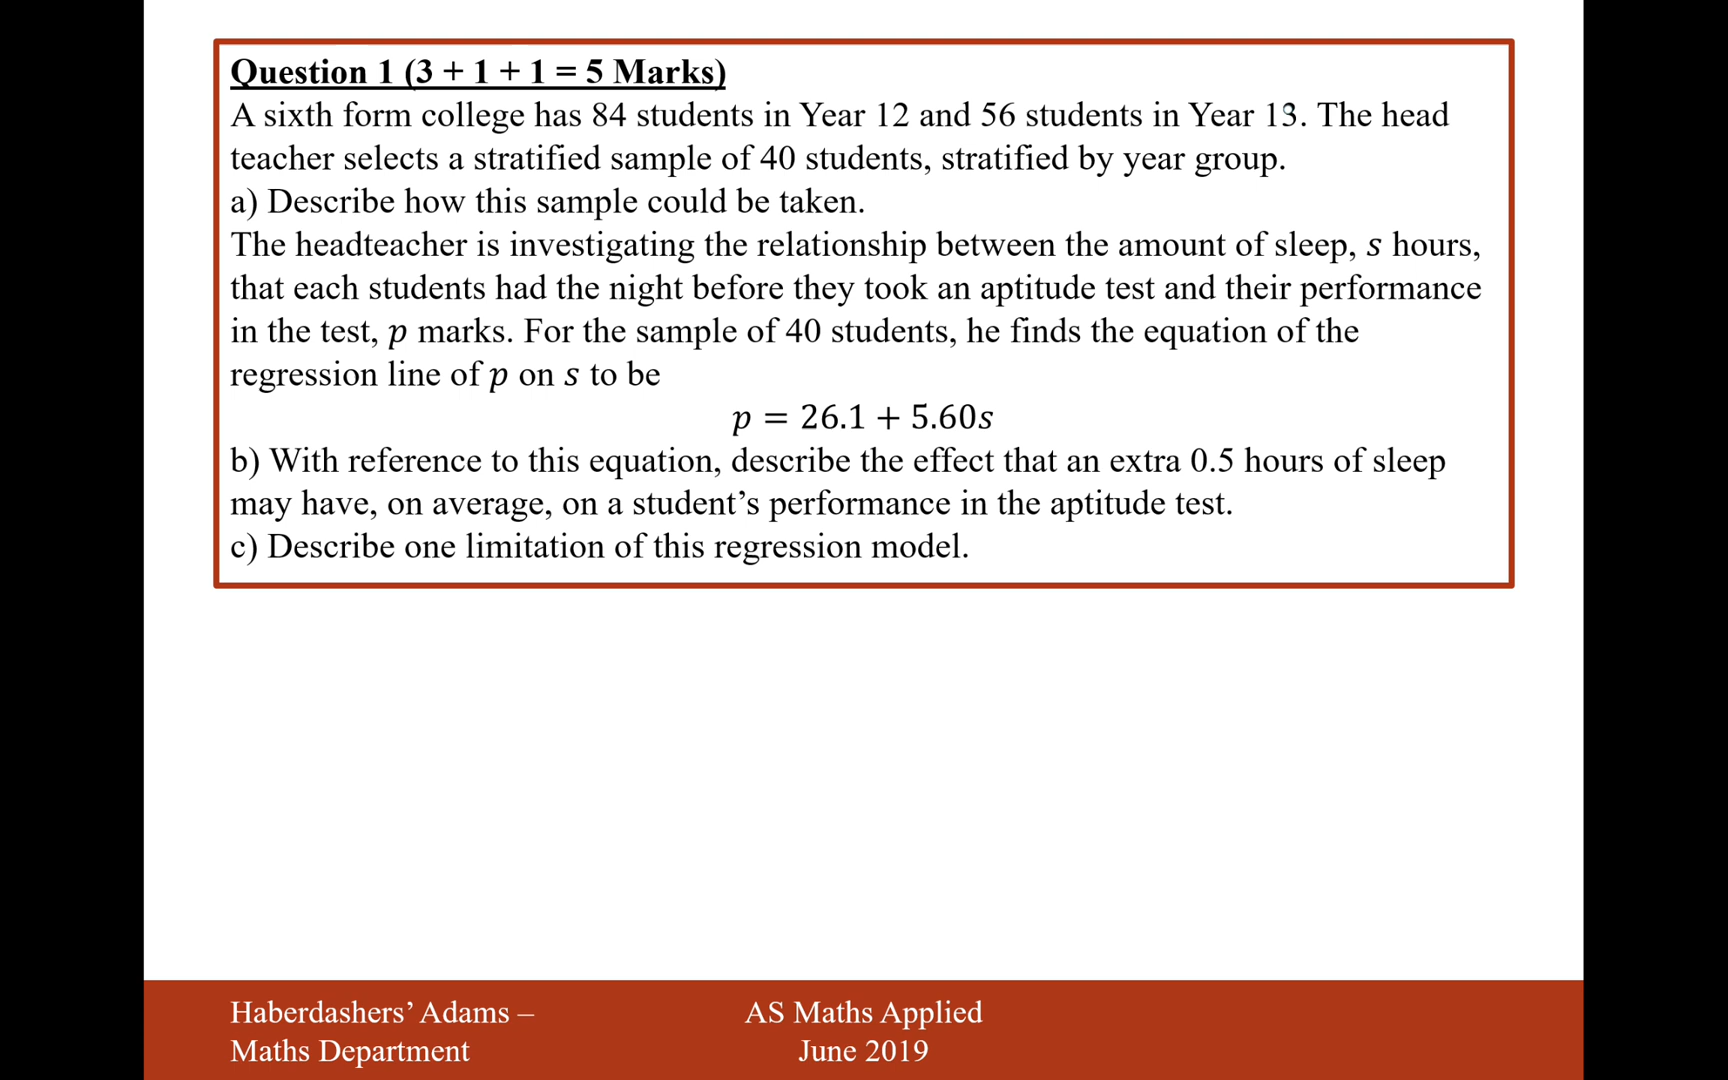 Question 1 (3 + 1 + 1 = 5 Marks)
A sixth form college has 84 students in Year 12 and 56 students in Year 13. The head
teacher selects a stratified sample of 40 students, stratified by year group.
a) Describe how this sample could be taken.
The headteacher is investigating the relationship between the amount of sleep, s hours,
that each students had the night before they took an aptitude test and their performance
in the test, p marks. For the sample of 40 students, he finds the equation of the
regression line of p on s to be
p = 26.1 + 5.60s
b) With reference to this equation, describe the effect that an extra 0.5 hours of sleep
may have, on average, on a student’s performance in the aptitude test.
c) Describe one limitation of this regression model.
Haberdashers’ Adams –
Maths Department
AS Maths Applied
June 2019